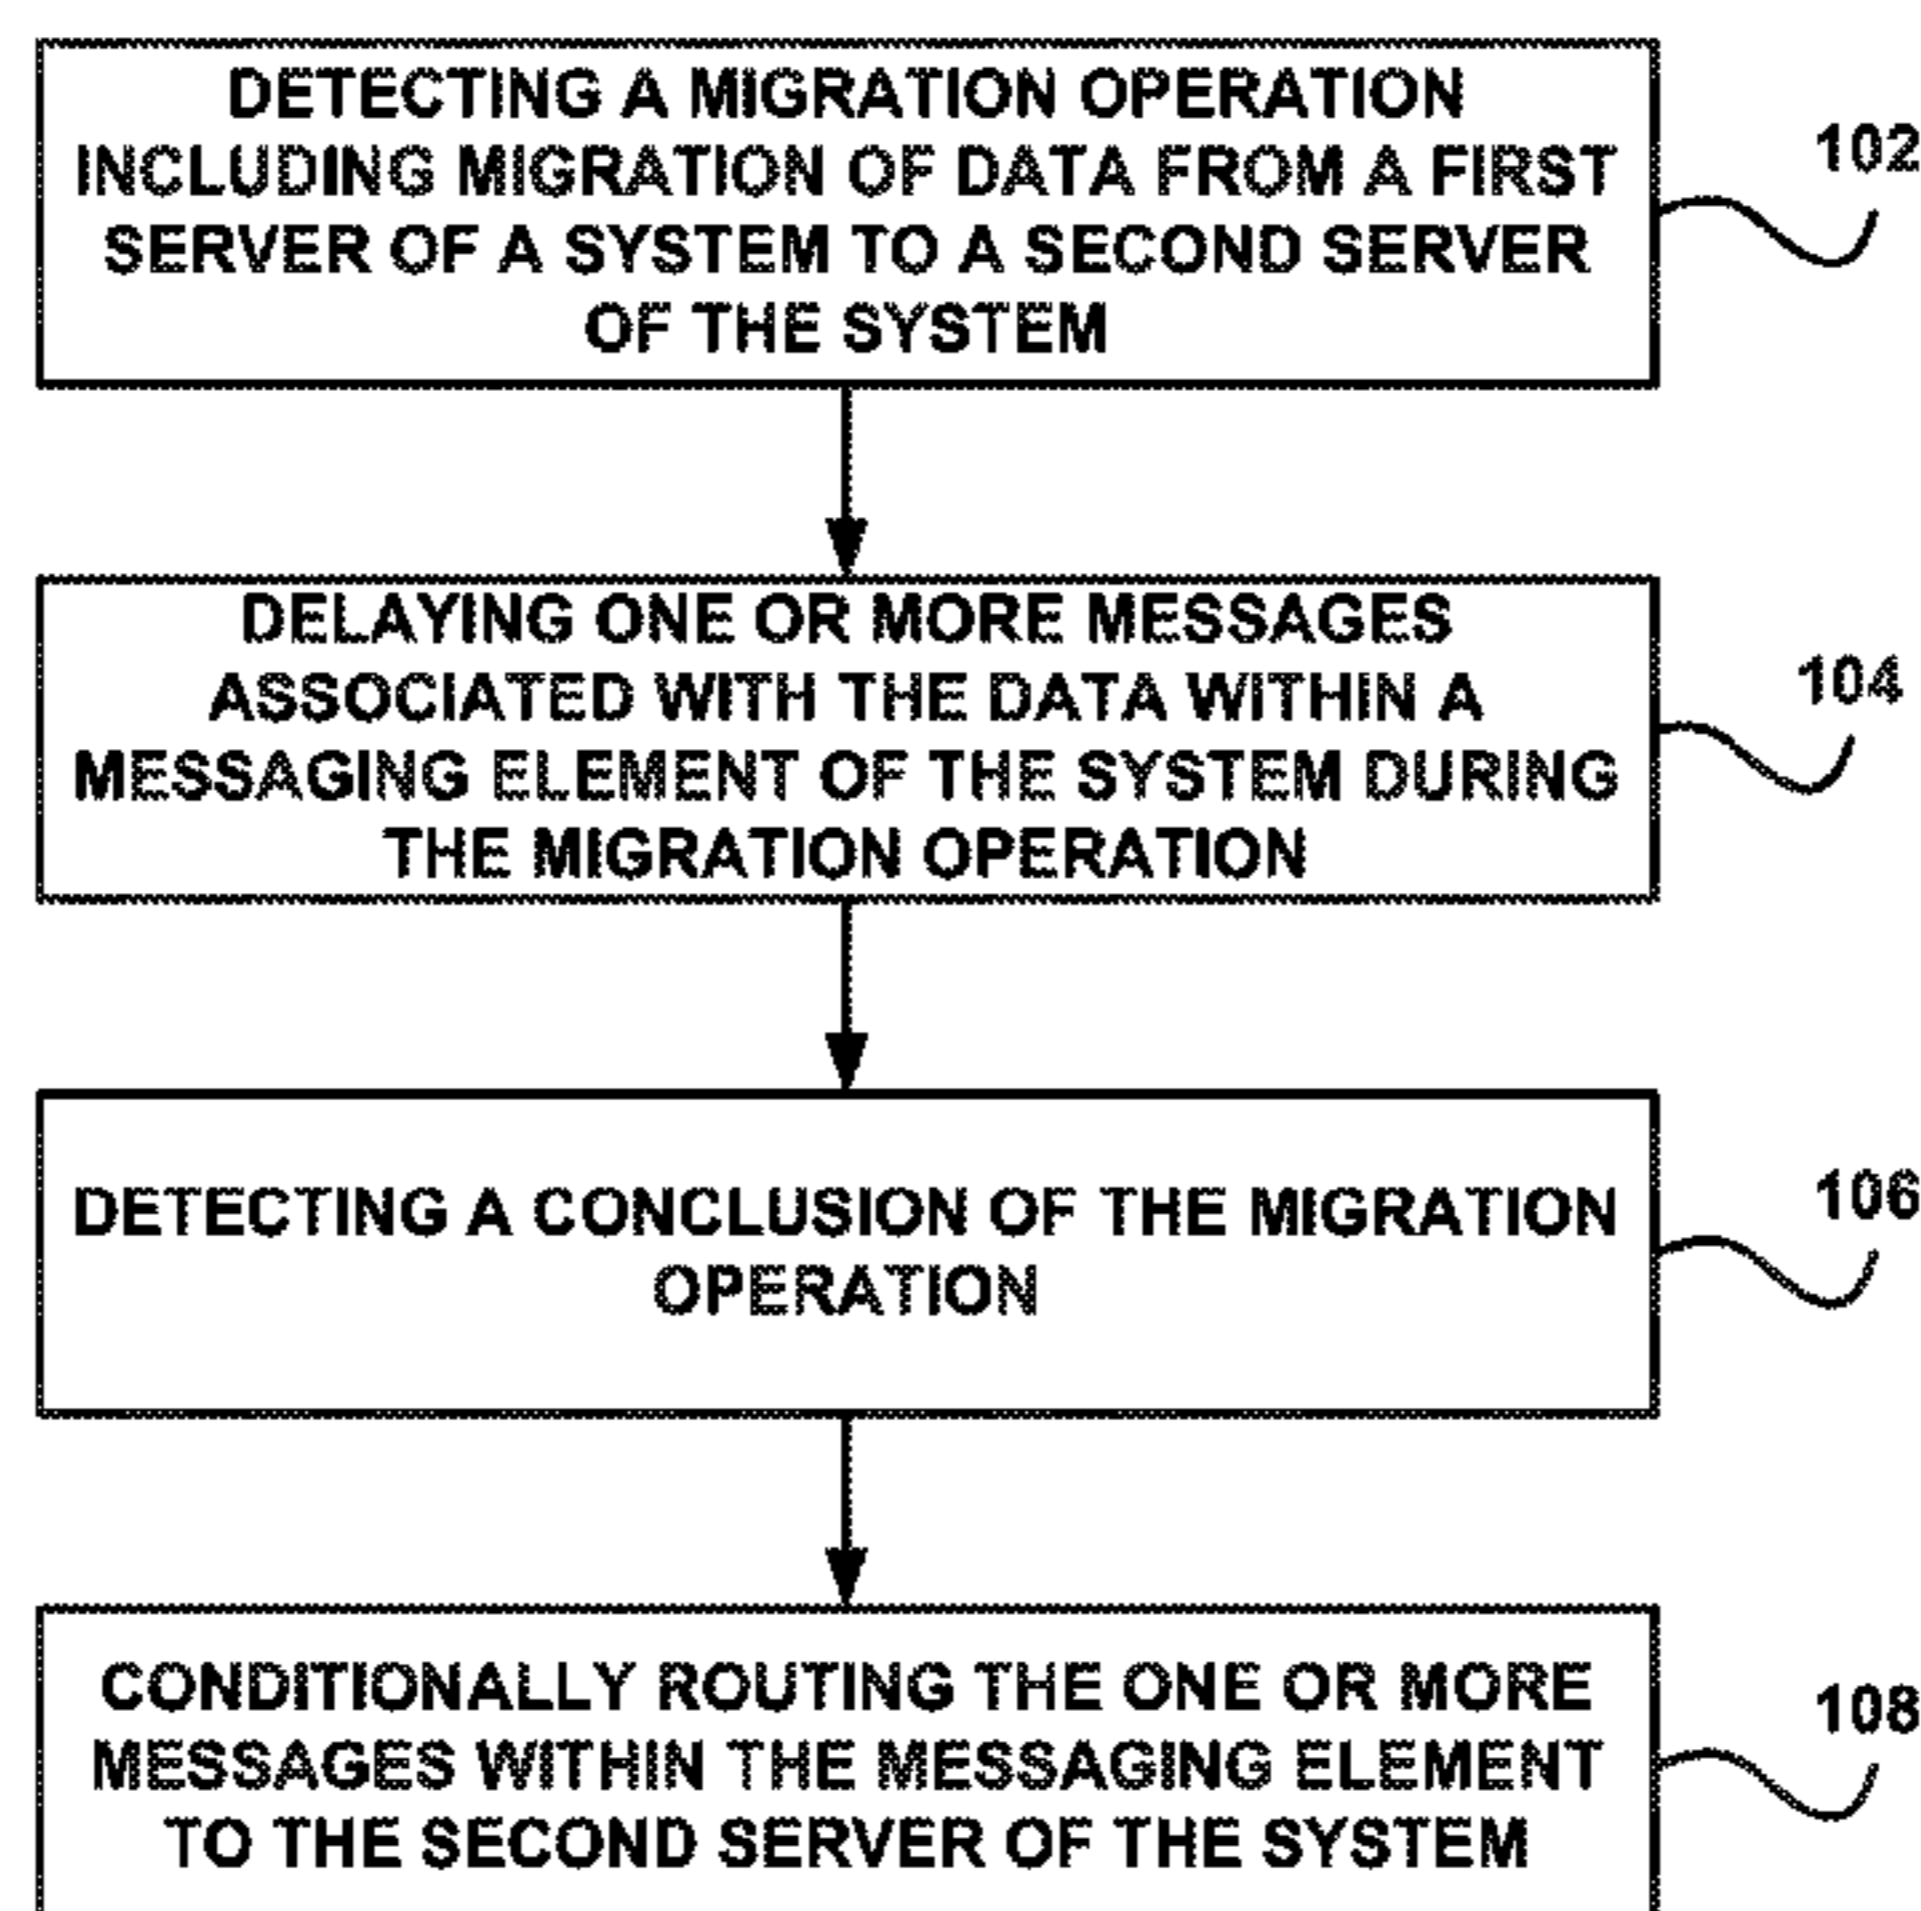 DETECTING A MIGRATION OPERATION
INCLUDING MIGRATION OF DATA FROM A FIRST
SERVER OF A SYSTEM TO A SECOND SERVER
OF THE SYSTEM
102
DELAYING ONE OR MORE MESSAGES
ASSOCIATED WITH THE DATA WITHIN A
MESSAGING ELEMENT OF THE SYSTEM DURING
THE MIGRATION OPERATION
104
DETECTING A CONCLUSION OF THE MIGRATION
OPERATION
106
CONDITIONALLY ROUTING THE ONE OR MORE
MESSAGES WITHIN THE MESSAGING ELEMENT
TO THE SECOND SERVER OF THE SYSTEM
108